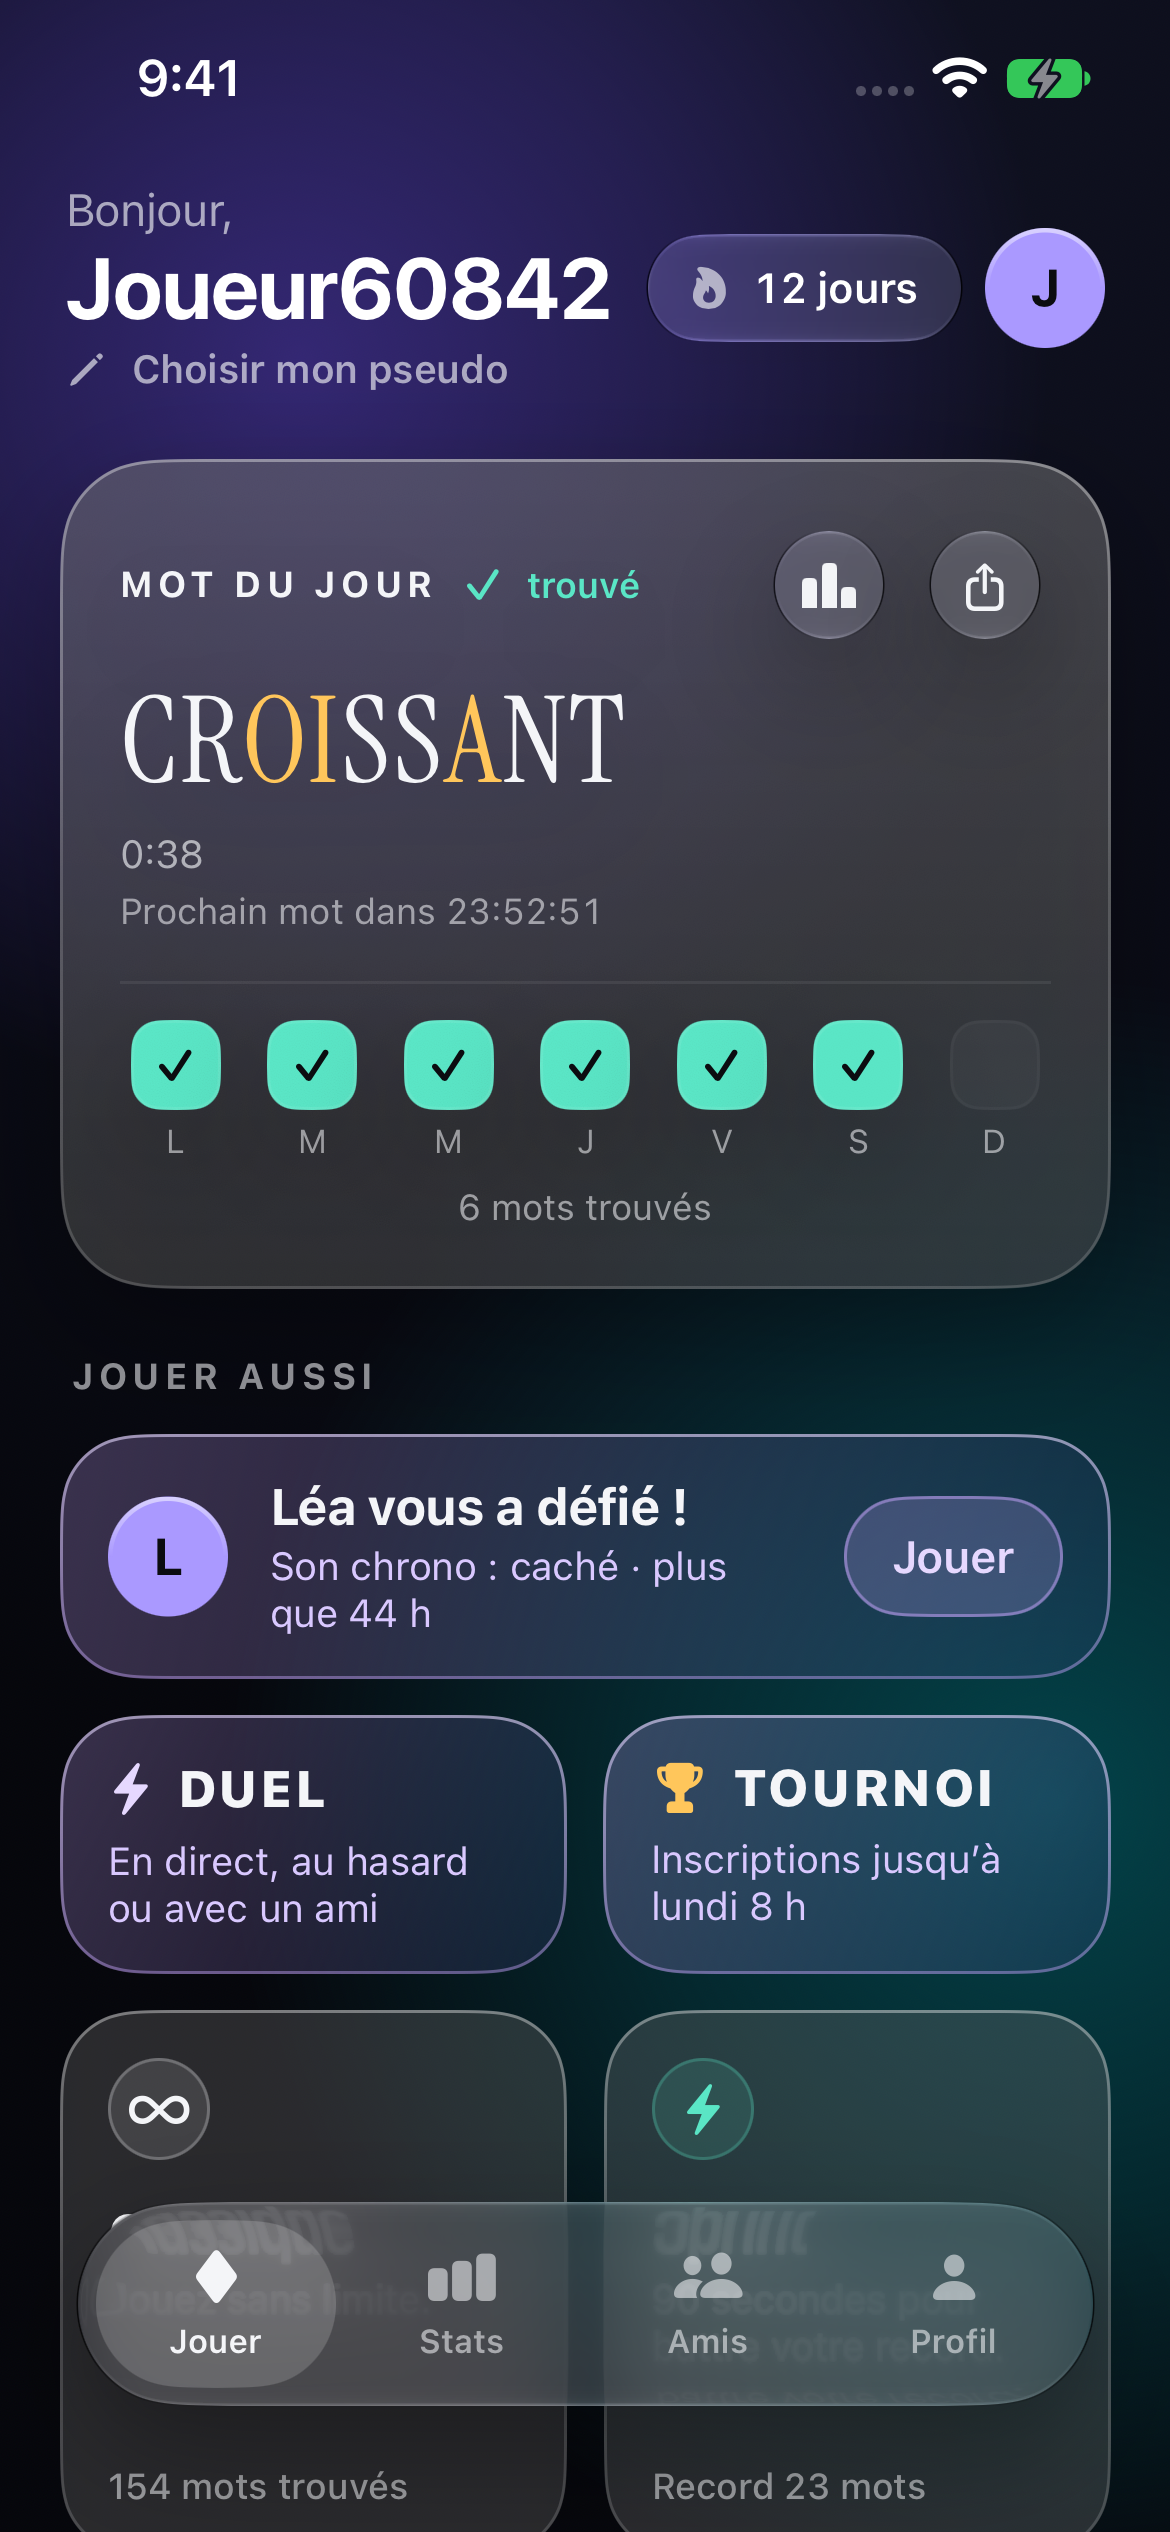 9:41
Bonjour,
Joueur60842
12 jours
J
Choisir mon pseudo
MOT DU JOUR
trouvé
CROISSANT
0:38
Prochain mot dans 23:52:51
L M M J V S D
6 mots trouvés
JOUER AUSSI
L
Léa vous a défié !
Son chrono : caché · plus
que 44 h
Jouer
DUEL
En direct, au hasard
ou avec un ami
TOURNOI
Inscriptions jusqu’à
lundi 8 h
Jouer
Stats
Amis
Profil
154 mots trouvés
Record 23 mots